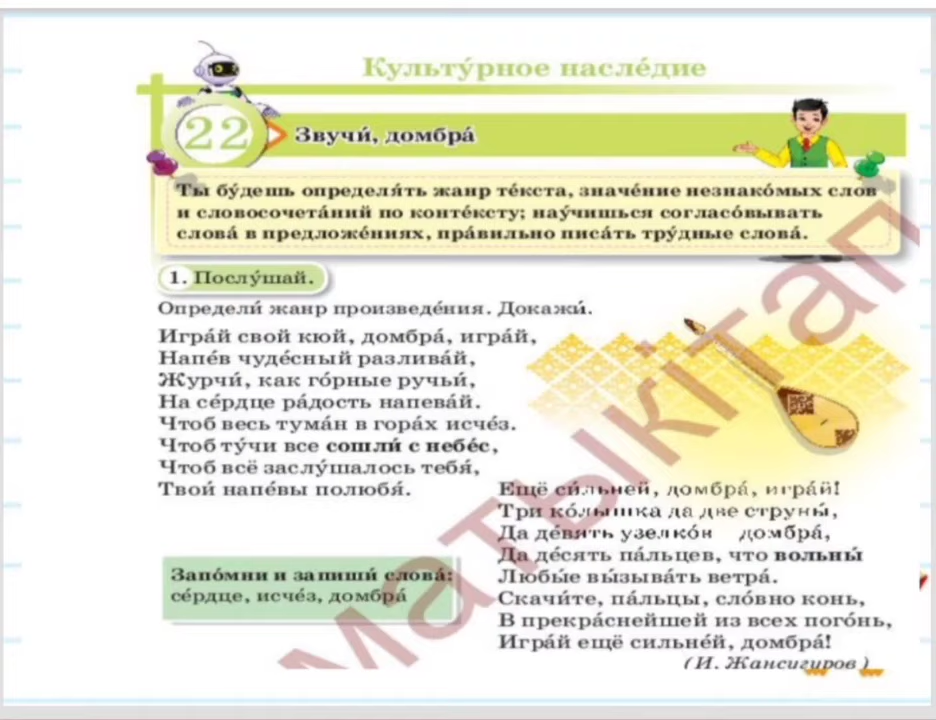 Культу́рное насле́дие
22
Звучи́, домбра́
Ты бу́дешь определя́ть жанр те́кста, значе́ние незнако́мых слов
и словосочета́ний по конте́ксту; нау́чишься согласо́вывать
слова́ в предложе́ниях, пра́вильно писа́ть тру́дные слова́.
1. Послу́шай.
Определи́ жанр произведе́ния. Докажи́.
Игра́й свой кюй, домбра́, игра́й,
Напе́в чуде́сный разлива́й,
Журчи́, как го́рные ручьи́,
На се́рдце ра́дость напева́й.
Чтоб весь тума́н в гора́х исче́з.
Чтоб ту́чи все сошли́ с небе́с,
Чтоб всё заслу́шалось тебя́,
Твои́ напе́вы полюбя́.
Ещё си́льней, домбра́, игра́й!
Три ко́лышка да две струны́,
Да де́вять узелко́в домбра́,
Да де́сять па́льцев, что вольны́
Любы́е вы́зывать ветра́.
Скачи́те, па́льцы, сло́вно конь,
В прекра́снейшей из всех пого́нь,
Игра́й ещё сильне́й, домбра́!
(И. Жансигиров)
Запо́мни и запиши́ слова́:
се́рдце, исче́з, домбра́
Матыкітап